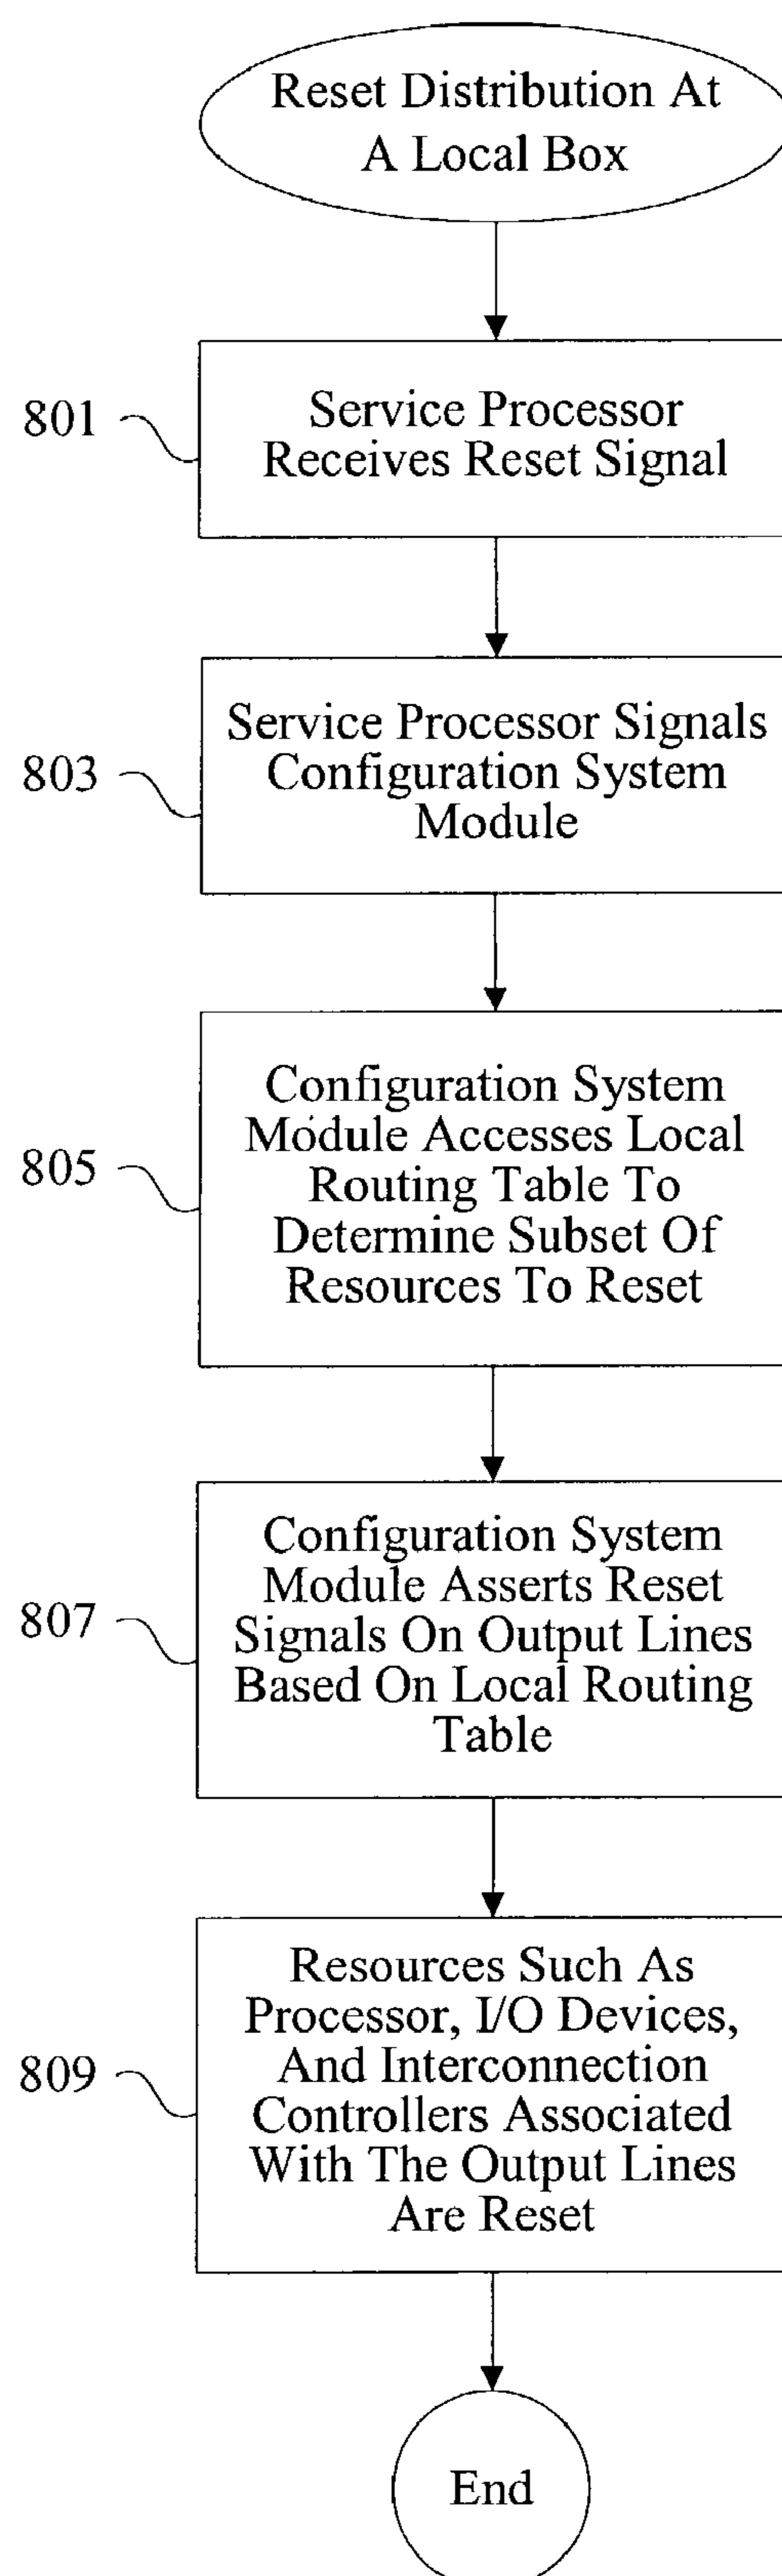 Reset Distribution At
A Local Box
801
Service Processor
Receives Reset Signal
803
Service Processor Signals
Configuration System
Module
805
Configuration System
Module Accesses Local
Routing Table To
Determine Subset Of
Resources To Reset
807
Configuration System
Module Asserts Reset
Signals On Output Lines
Based On Local Routing
Table
809
Resources Such As
Processor, I/O Devices,
And Interconnection
Controllers Associated
With The Output Lines
Are Reset
End